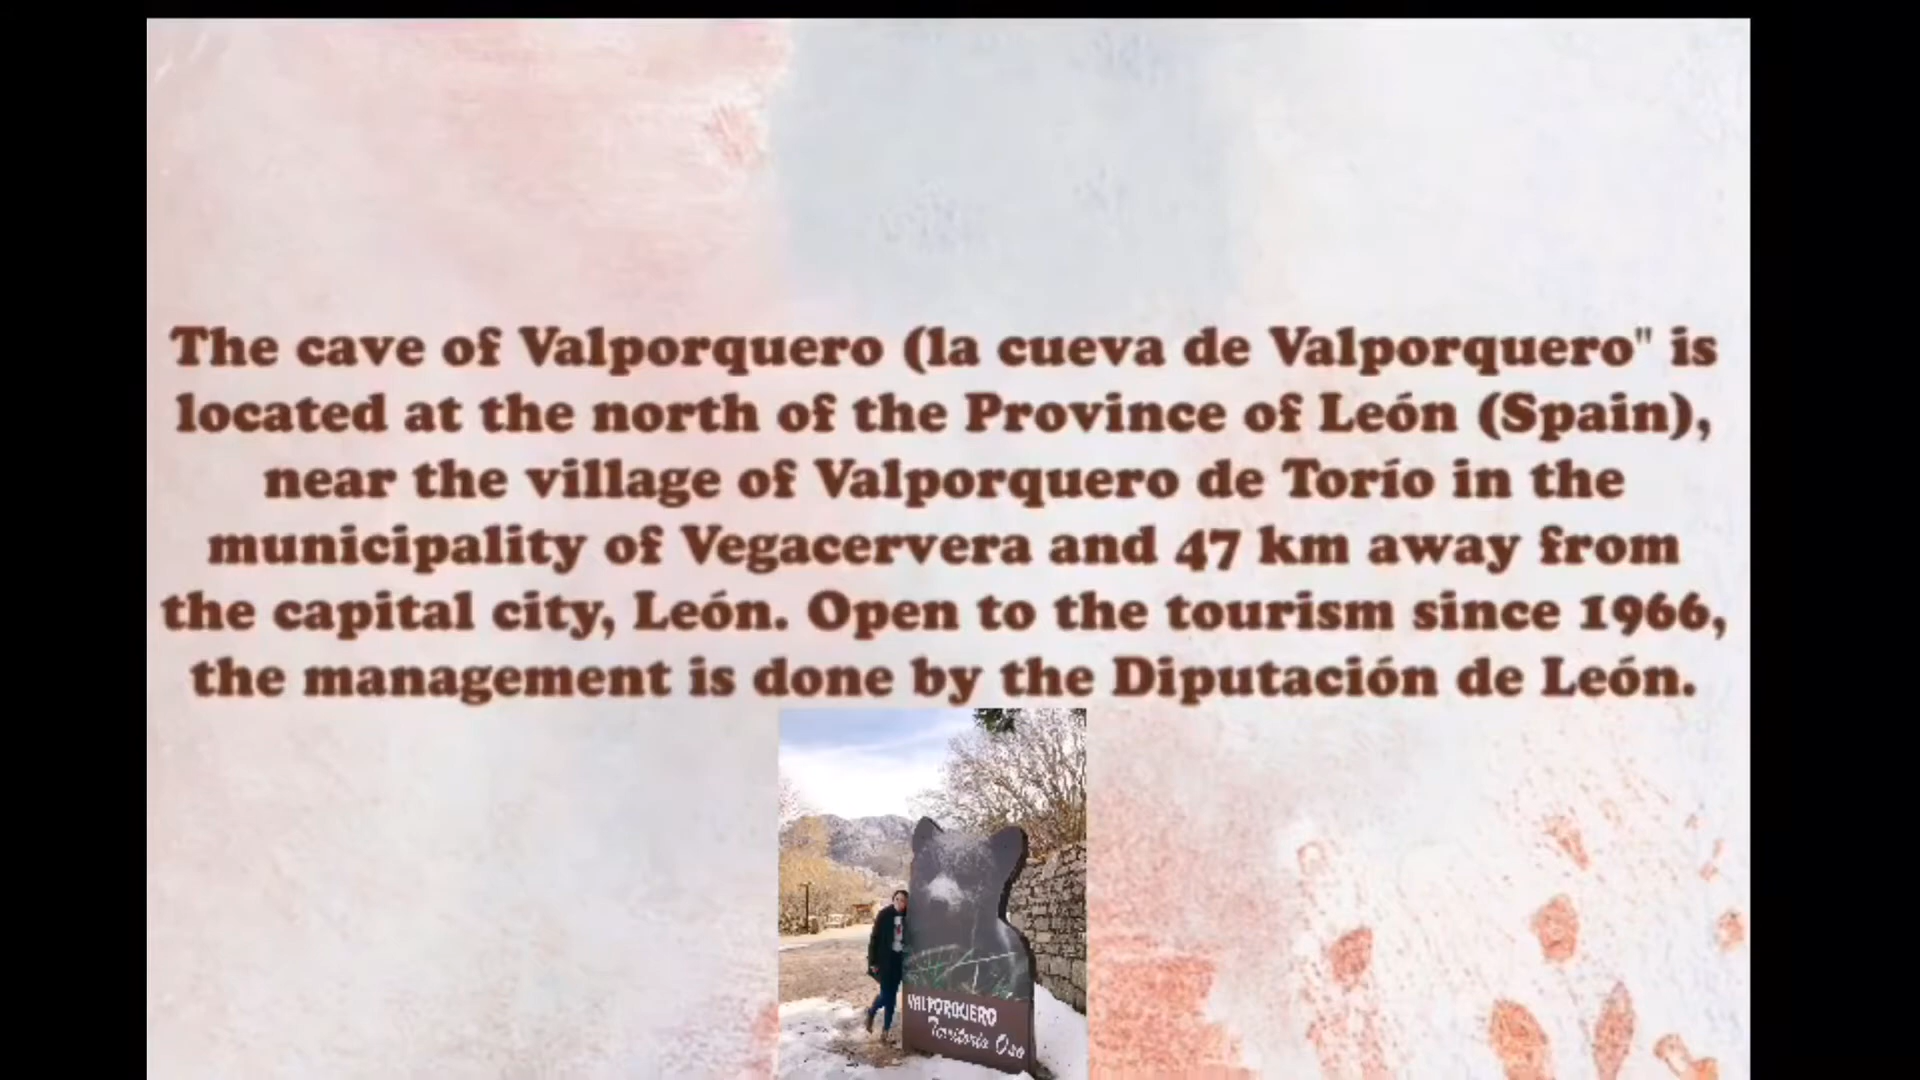 The cave of Valporquero (la cueva de Valporquero" is
located at the north of the Province of León (Spain),
near the village of Valporquero de Torío in the
municipality of Vegacervera and 47 km away from
the capital city, León. Open to the tourism since 1966,
the management is done by the Diputación de León.
VALPORQUERO
Territorio Oso